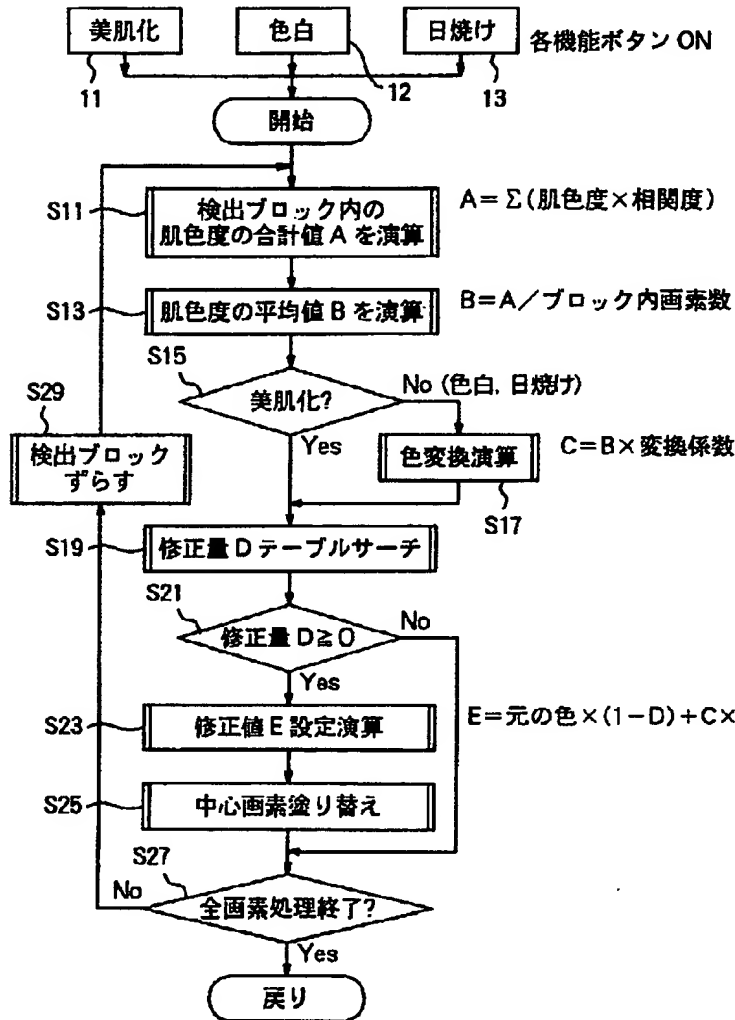 美肌化
色白
日焼け
各機能ボタン ON
11
12
13
開始
S11
検出ブロック内の
肌色度の合計値 A を演算
A=Σ(肌色度×相関度)
S13
肌色度の平均値 B を演算
B=A／ブロック内画素数
S15
美肌化?
No (色白, 日焼け)
Yes
S29
検出ブロック
ずらす
色変換演算
C=B×変換係数
S17
S19
修正量 D テーブルサーチ
S21
修正量 D≧0
No
Yes
S23
修正値 E 設定演算
E=元の色×(1-D)+C×
S25
中心画素塗り替え
S27
No
全画素処理終了?
Yes
戻り